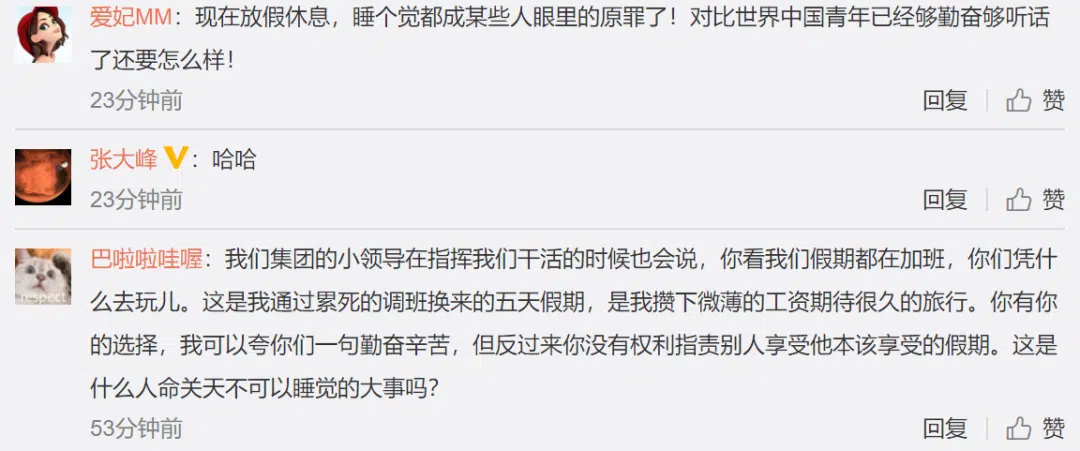 爱妃MM：现在放假休息，睡个觉都成某些人眼里的原罪了！对比世界中国青年已经够勤奋够听话
了还要怎么样！
23分钟前 回复 赞
张大峰 V：哈哈
23分钟前 回复 赞
巴啦啦哇喔：我们集团的小领导在指挥我们干活的时候也会说，你看我们假期都在加班，你们凭什
么去玩儿。这是我通过累死的调班换来的五天假期，是我攒下微薄的工资期待很久的旅行。你有你
的选择，我可以夸你们一句勤奋辛苦，但反过来你没有权利指责别人享受他本该享受的假期。这是
什么人命关天不可以睡觉的大事吗？
respect
53分钟前 回复 赞